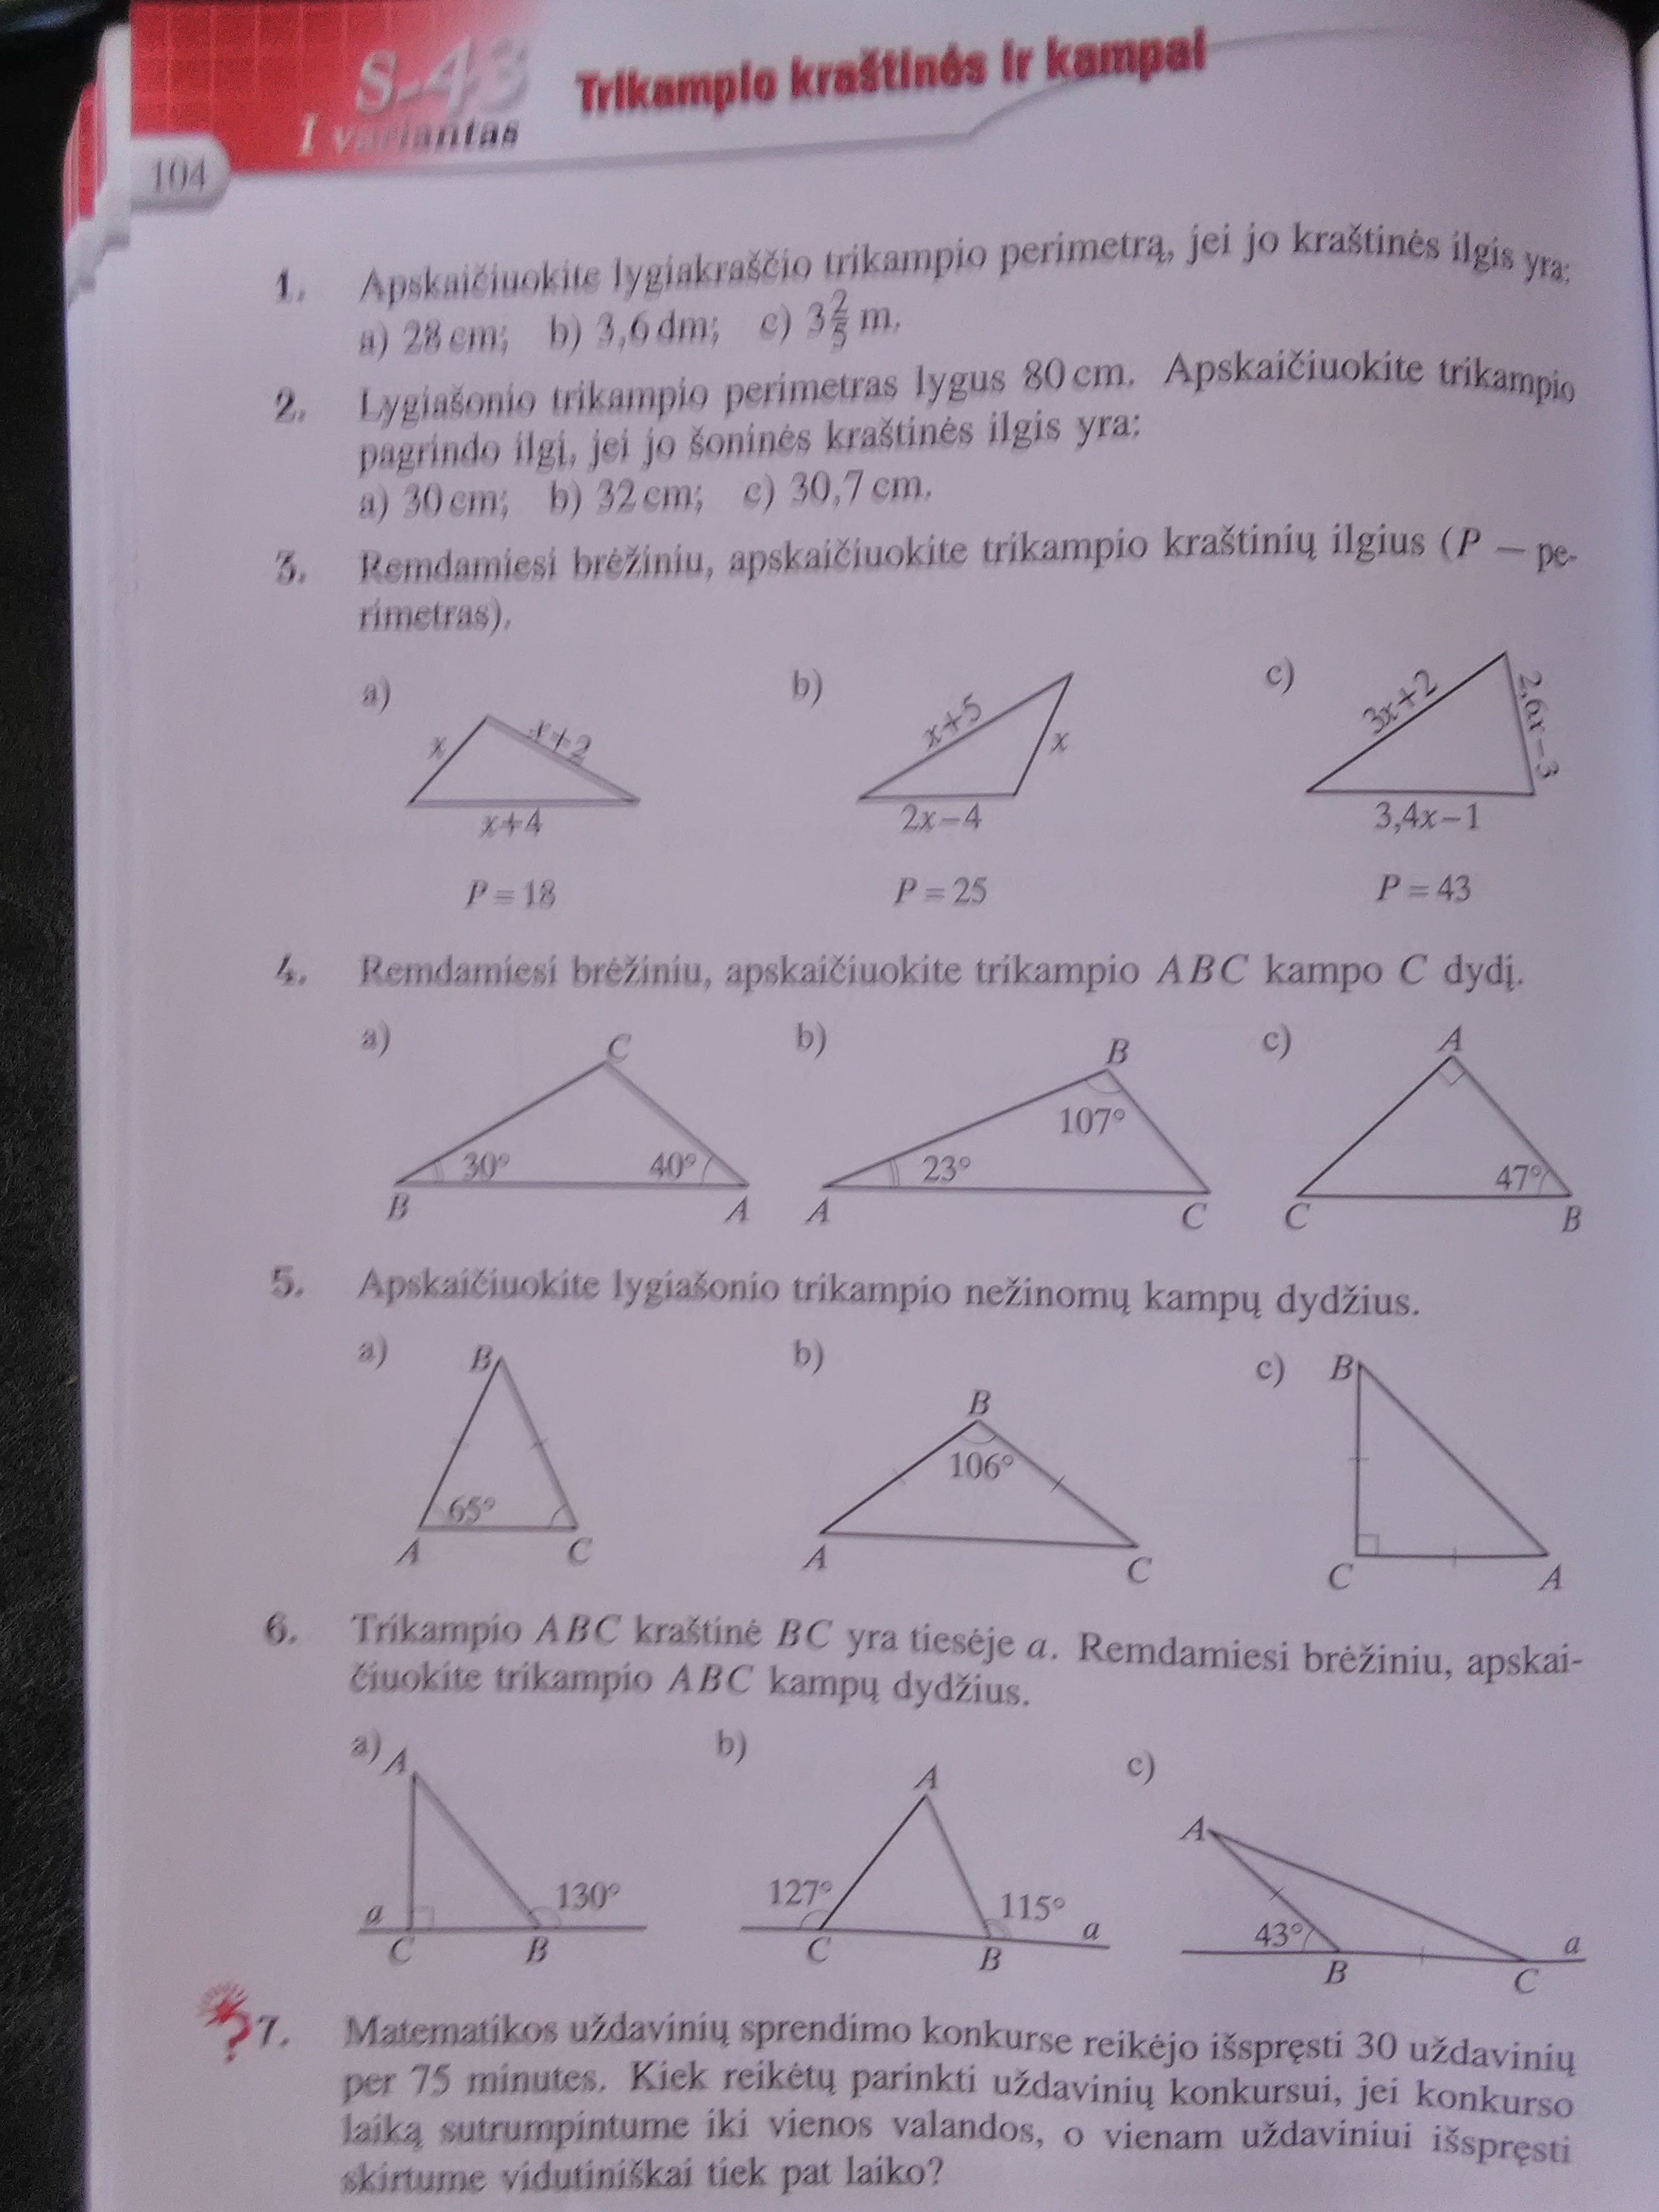 S-43
I variantas
Trikampio kraštinės ir kampai
104
1. Apskaičiuokite lygiakraščio trikampio perimetrą, jei jo kraštinės ilgis yra:
a) 28 cm; b) 3,6 dm; c) 3 2/5 m.
2. Lygiašonio trikampio perimetras lygus 80 cm. Apskaičiuokite trikampio
pagrindo ilgį, jei jo šoninės kraštinės ilgis yra:
a) 30 cm; b) 32 cm; c) 30,7 cm.
3. Remdamiesi brėžiniu, apskaičiuokite trikampio kraštinių ilgius (P — pe-
rimetras).
a)
x
x+2
x+4
P = 18
b)
x+5
x
2x−4
P = 25
c)
3x+2
2,6x−3
3,4x−1
P = 43
4. Remdamiesi brėžiniu, apskaičiuokite trikampio ABC kampo C dydį.
a)
C
30°
40°
B
A
b)
B
107°
23°
A
C
c)
A
47°
C
B
5. Apskaičiuokite lygiašonio trikampio nežinomų kampų dydžius.
a)
B
65°
A
C
b)
B
106°
A
C
c)
B
C
A
6. Trikampio ABC kraštinė BC yra tiesėje a. Remdamiesi brėžiniu, apskai-
čiuokite trikampio ABC kampų dydžius.
a)
A
130°
a
C
B
b)
A
127°
115°
a
C
B
c)
A
43°
a
B
C
7. Matematikos uždavinių sprendimo konkurse reikėjo išspręsti 30 uždavinių
per 75 minutes. Kiek reikėtų parinkti uždavinių konkursui, jei konkurso
laiką sutrumpintume iki vienos valandos, o vienam uždaviniui išspręsti
skirtume vidutiniškai tiek pat laiko?